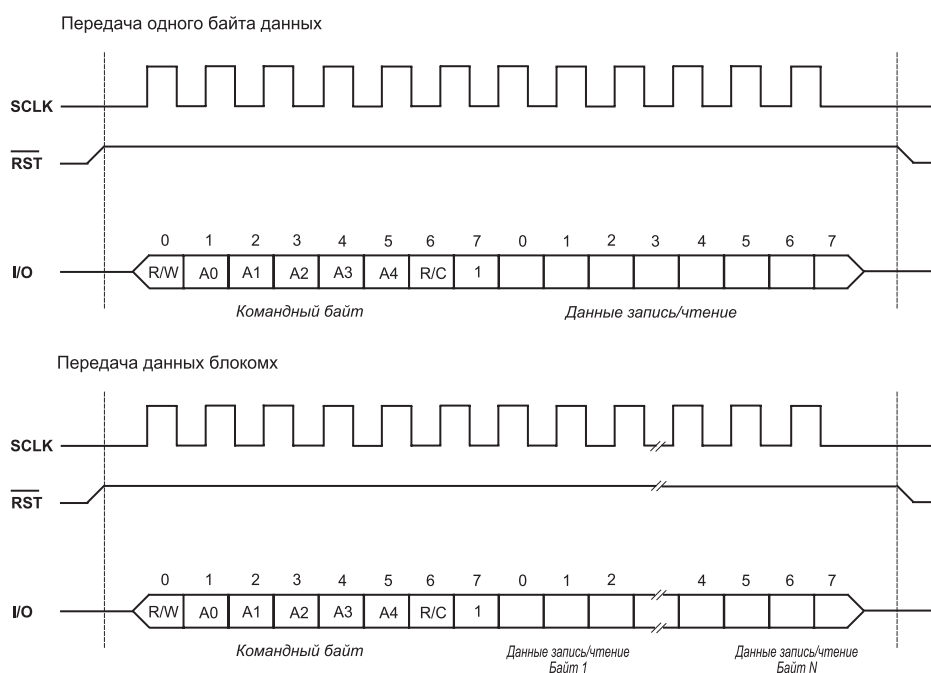 Передача одного байта данных
SCLK
RST
0 1 2 3 4 5 6 7 0 1 2 3 4 5 6 7
I/O R/W A0 A1 A2 A3 A4 R/C 1
Командный байт Данные запись/чтение
Передача данных блокомх
SCLK
RST
0 1 2 3 4 5 6 7 0 1 2 4 5 6 7
I/O R/W A0 A1 A2 A3 A4 R/C 1
Командный байт Данные запись/чтение Данные запись/чтение
Байт 1 Байт N